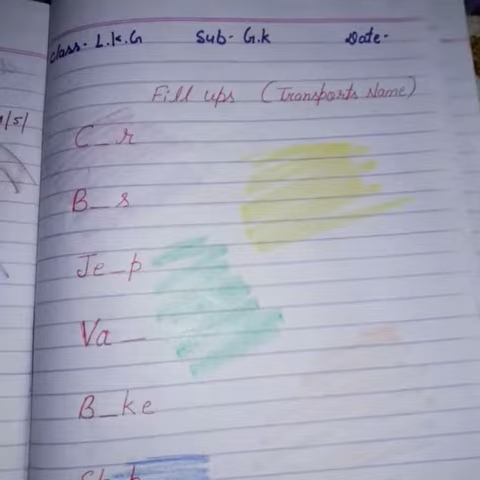 Class- L.K.G Sub- G.K Date-
Fill ups (Transports Name)
C_r
B_s
Je_p
Va_
B_ke